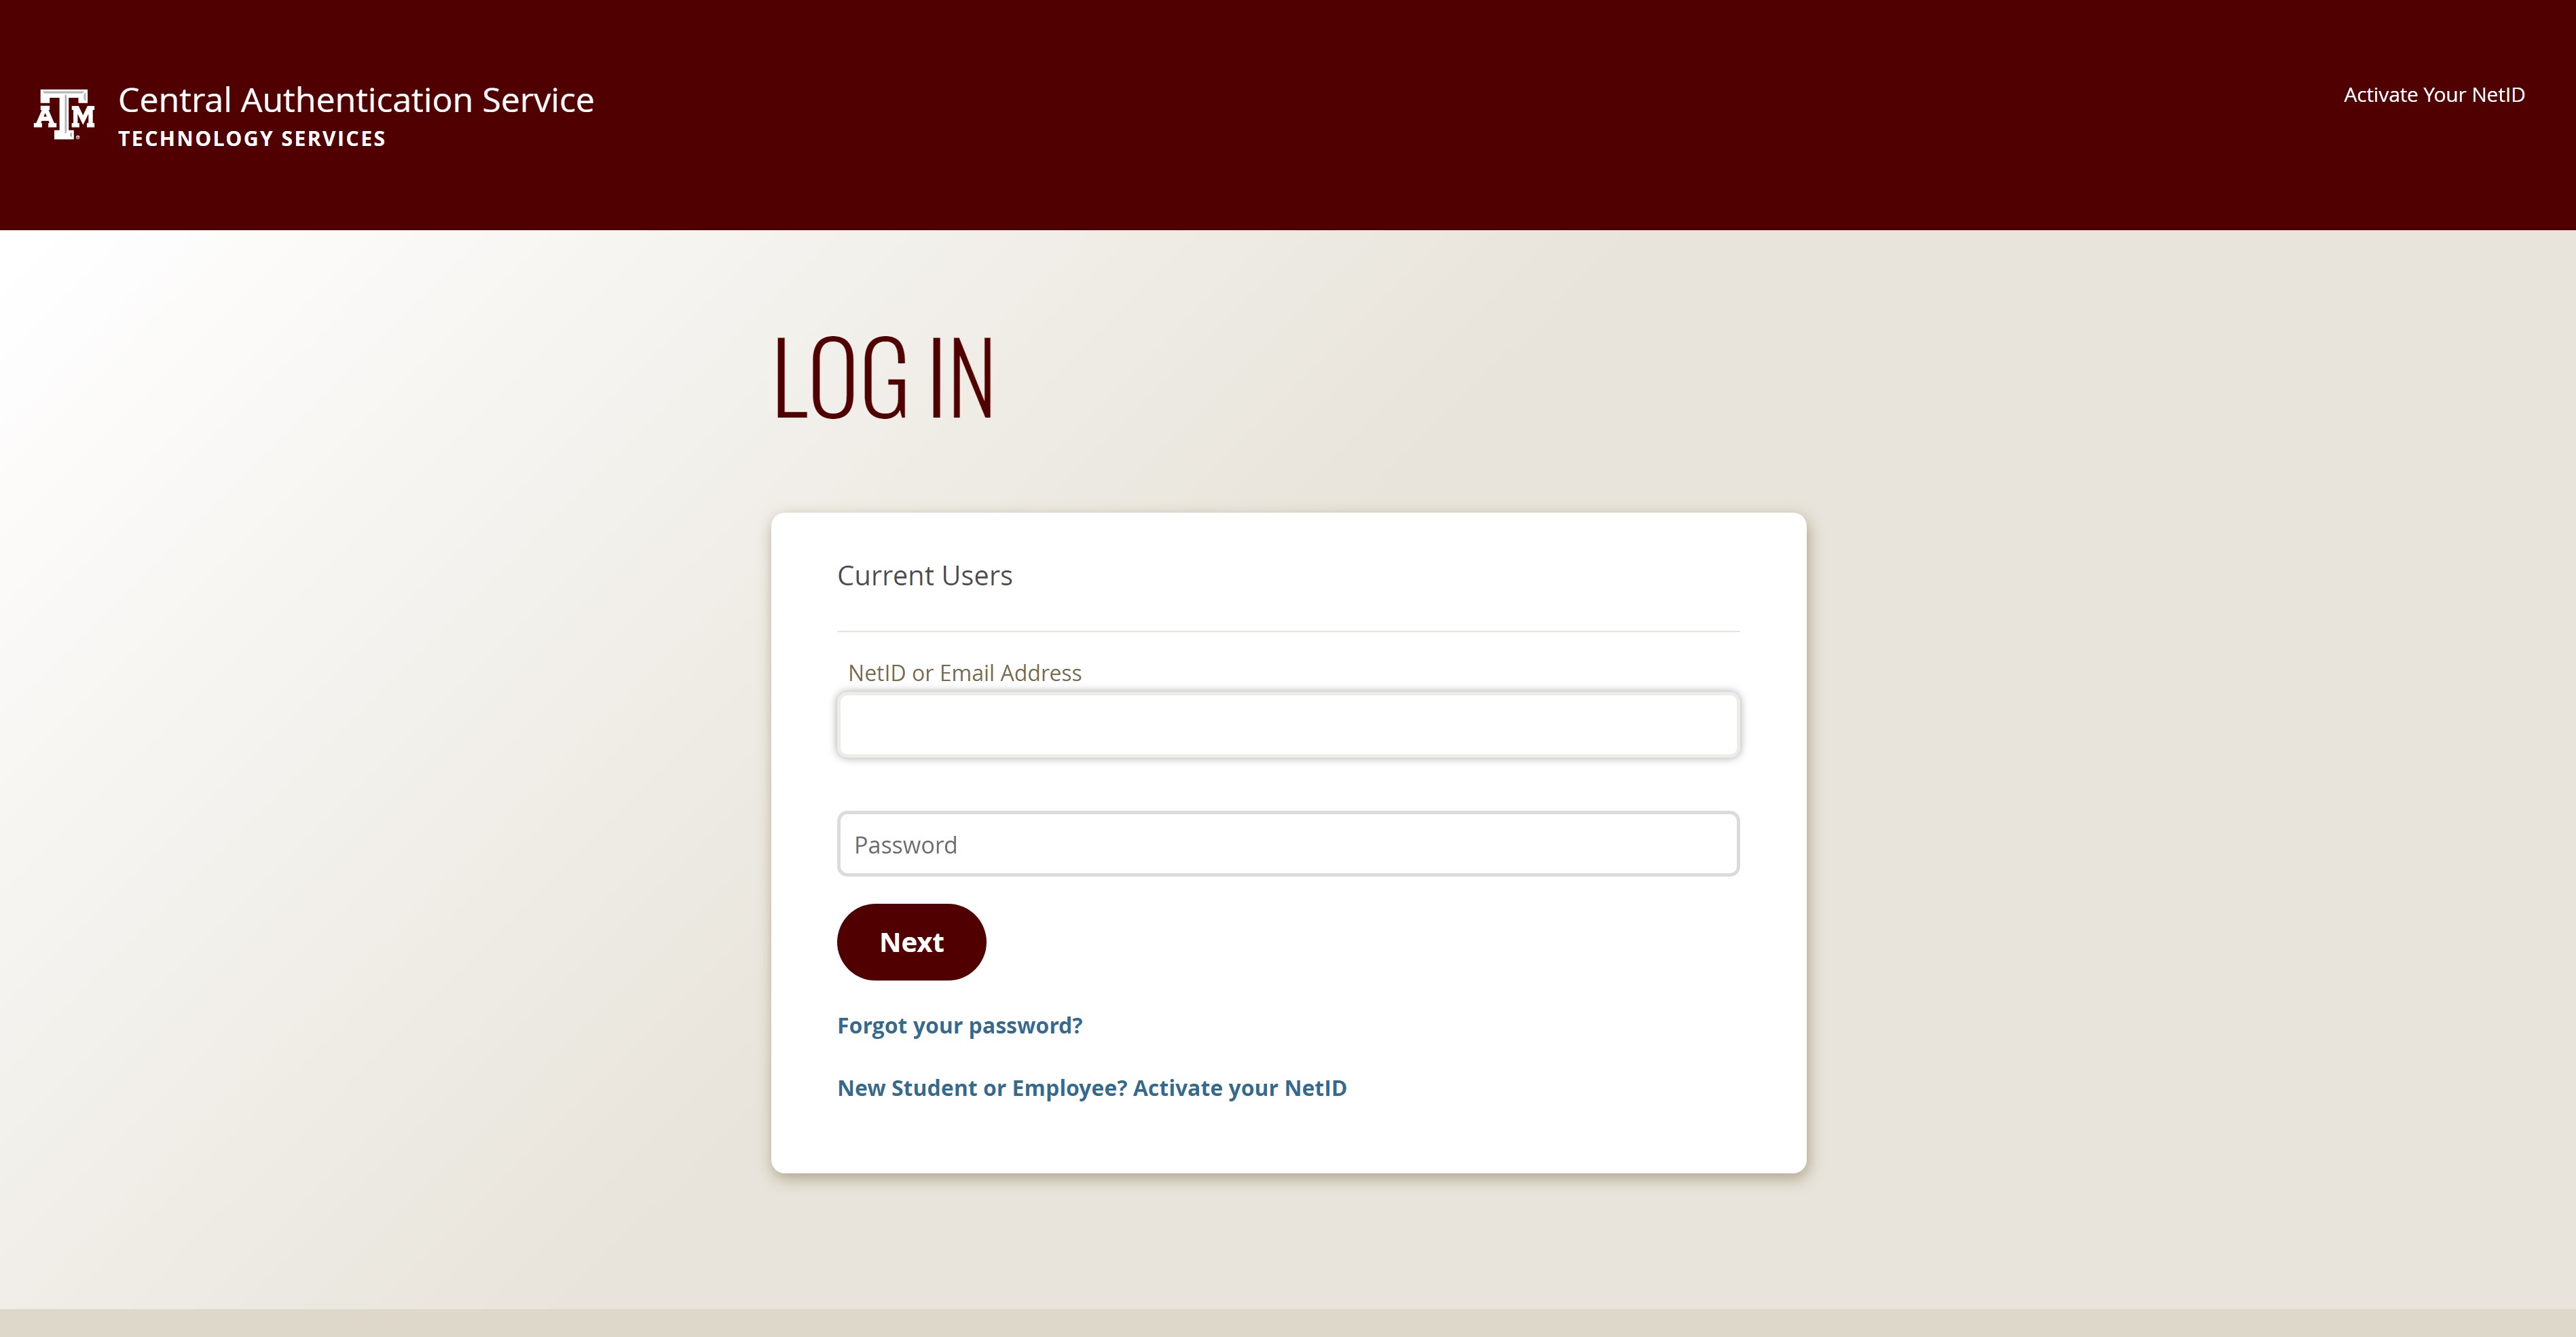 ATM
Central Authentication Service
TECHNOLOGY SERVICES
Activate Your NetID
LOG IN
Current Users
NetID or Email Address
Password
Next
Forgot your password?
New Student or Employee? Activate your NetID